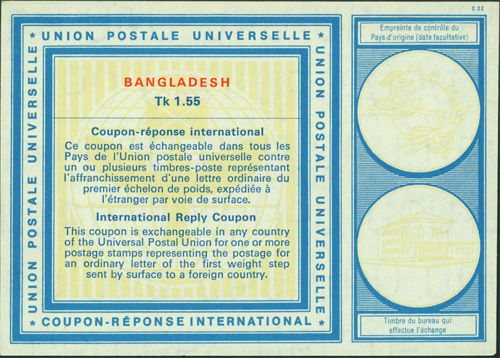 C 22
* UNION POSTALE UNIVERSELLE *
UNION POSTALE UNIVERSELLE
UNION POSTALE UNIVERSELLE
BANGLADESH
Tk 1.55
Coupon-réponse international
Ce coupon est échangeable dans tous les
Pays de l'Union postale universelle contre
un ou plusieurs timbres-poste représentant
l'affranchissement d'une lettre ordinaire du
premier échelon de poids, expédiée à
l'étranger par voie de surface.
International Reply Coupon
This coupon is exchangeable in any country
of the Universal Postal Union for one or more
postage stamps representing the postage for
an ordinary letter of the first weight step
sent by surface to a foreign country.
* COUPON-RÉPONSE INTERNATIONAL *
Empreinte de contrôle du
Pays d'origine (date facultative)
Timbre du bureau qui
effectue l'échange